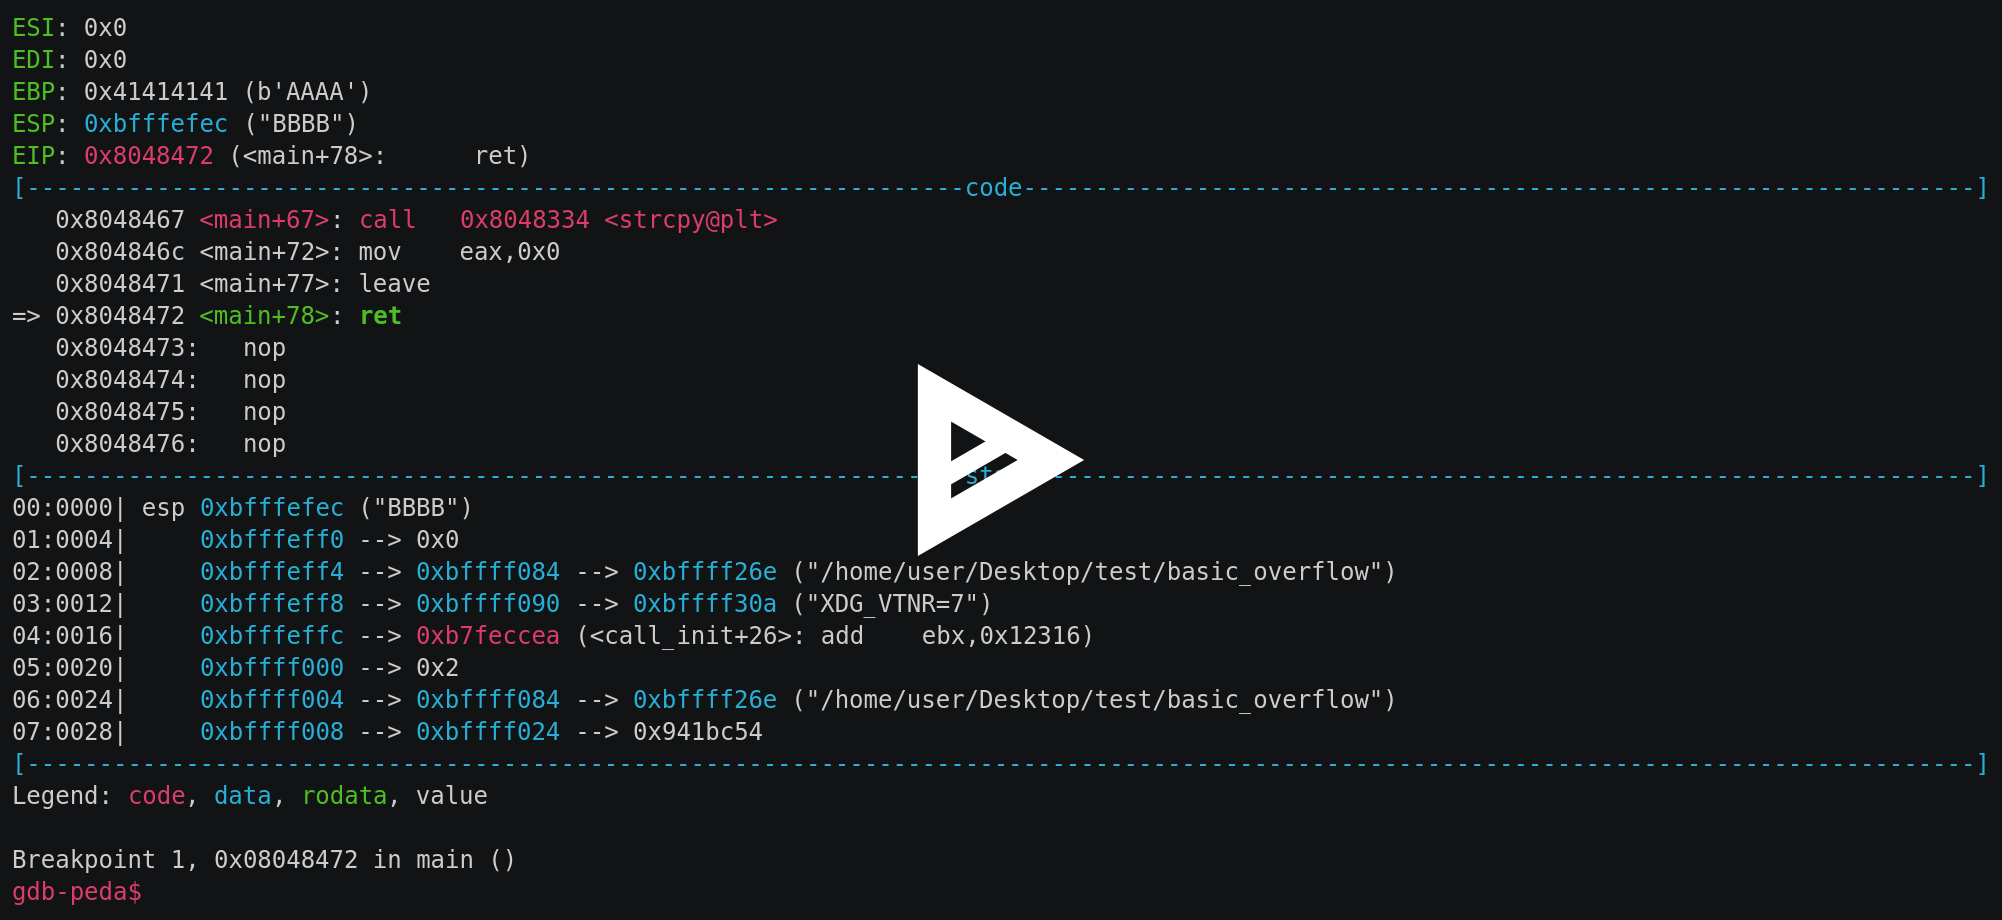 ESI: 0x0
EDI: 0x0
EBP: 0x41414141 (b'AAAA')
ESP: 0xbfffefec ("BBBB")
EIP: 0x8048472 (<main+78>:      ret)
[-----------------------------------------------------------------code------------------------------------------------------------------]
   0x8048467 <main+67>: call   0x8048334 <strcpy@plt>
   0x804846c <main+72>: mov    eax,0x0
   0x8048471 <main+77>: leave
=> 0x8048472 <main+78>: ret
   0x8048473:   nop
   0x8048474:   nop
   0x8048475:   nop
   0x8048476:   nop
[----------------------------------------------------------------- -----------------------------------------------------------------]
00:0000| esp 0xbfffefec ("BBBB")
01:0004|     0xbfffeff0 --> 0x0
02:0008|     0xbfffeff4 --> 0xbffff084 --> 0xbffff26e ("/home/user/Desktop/test/basic_overflow")
03:0012|     0xbfffeff8 --> 0xbffff090 --> 0xbffff30a ("XDG_VTNR=7")
04:0016|     0xbfffeffc --> 0xb7feccea (<call_init+26>: add    ebx,0x12316)
05:0020|     0xbffff000 --> 0x2
06:0024|     0xbffff004 --> 0xbffff084 --> 0xbffff26e ("/home/user/Desktop/test/basic_overflow")
07:0028|     0xbffff008 --> 0xbffff024 --> 0x941bc54
[---------------------------------------------------------------------------------------------------------------------------------------]
Legend: code, data, rodata, value
Breakpoint 1, 0x08048472 in main ()
gdb-peda$